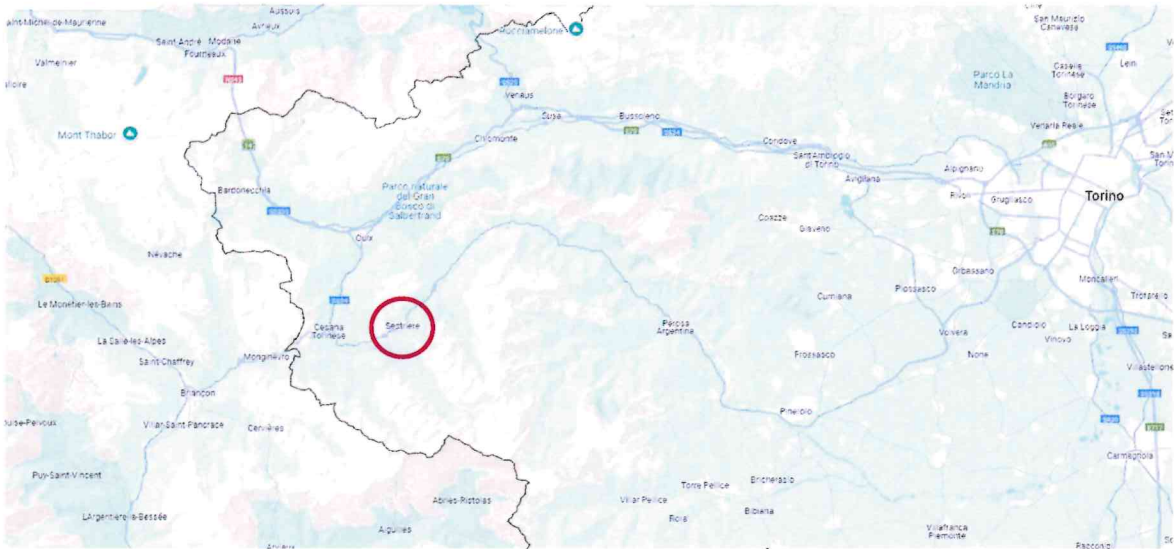 Aussois
Saint-Michel-de-Maurienne
Avrieux
Saint André Modane
Fourneaux
Valmeinier
Mont Thabor
Rocciamelone
Venaus
Susa
Bussoleno
Chiomonte
Condove
Sant'Ambrogio
di Torino
Avigliana
San Maurizio
Canavese
Caselle
Torinese
Leinì
Parco La
Mandria
Borgaro
Torinese
Venaria Reale
Alpignano
Rivoli
Grugliasco
Torino
Bardonecchia
Parco naturale
del Gran
Bosco di
Salbertrand
Oulx
Coazze
Giaveno
Orbassano
Moncalieri
Névache
Le Monêtier-les-Bains
Cesana
Torinese
Sestriere
Perosa
Argentina
Cumiana
Piossasco
Trofarello
La Salle-les-Alpes
Saint-Chaffrey
Monginevro
Volvera
Candiolo
La Loggia
Vinovo
None
Frossasco
Villastellone
Briançon
Villar-Saint-Pancrace
Cervières
Pinerolo
Carmagnola
Puy-Saint-Vincent
Abriès-Ristolas
Torre Pellice
Bricherasio
Villar Pellice
Bibiana
L'Argentière-la-Bessée
Aiguilles
Villafranca
Piemonte